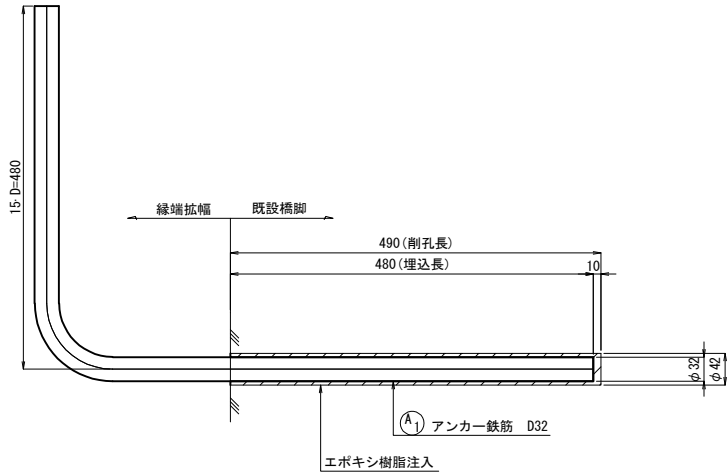 15·D=480
縁端拡幅
既設橋脚
490(削孔長)
480(埋込長)
10
φ32
φ42
A1 アンカー鉄筋 D32
エポキシ樹脂注入